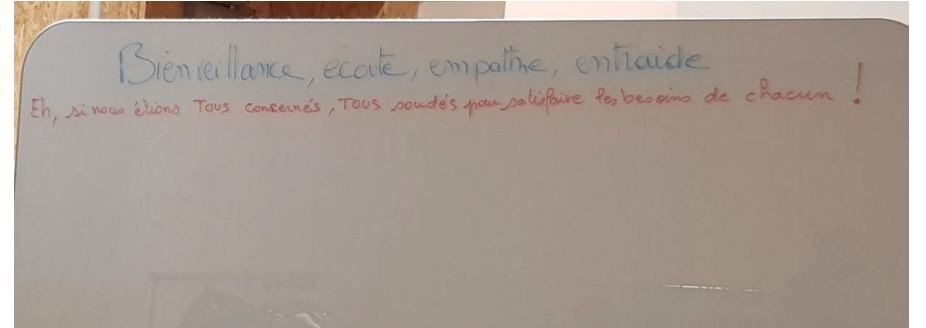 Bienveillance, ecoute, empathie, entraide
Eh, si nous étions Tous concernés, TOUS soudés pour satisfaire les besoins de chacun !